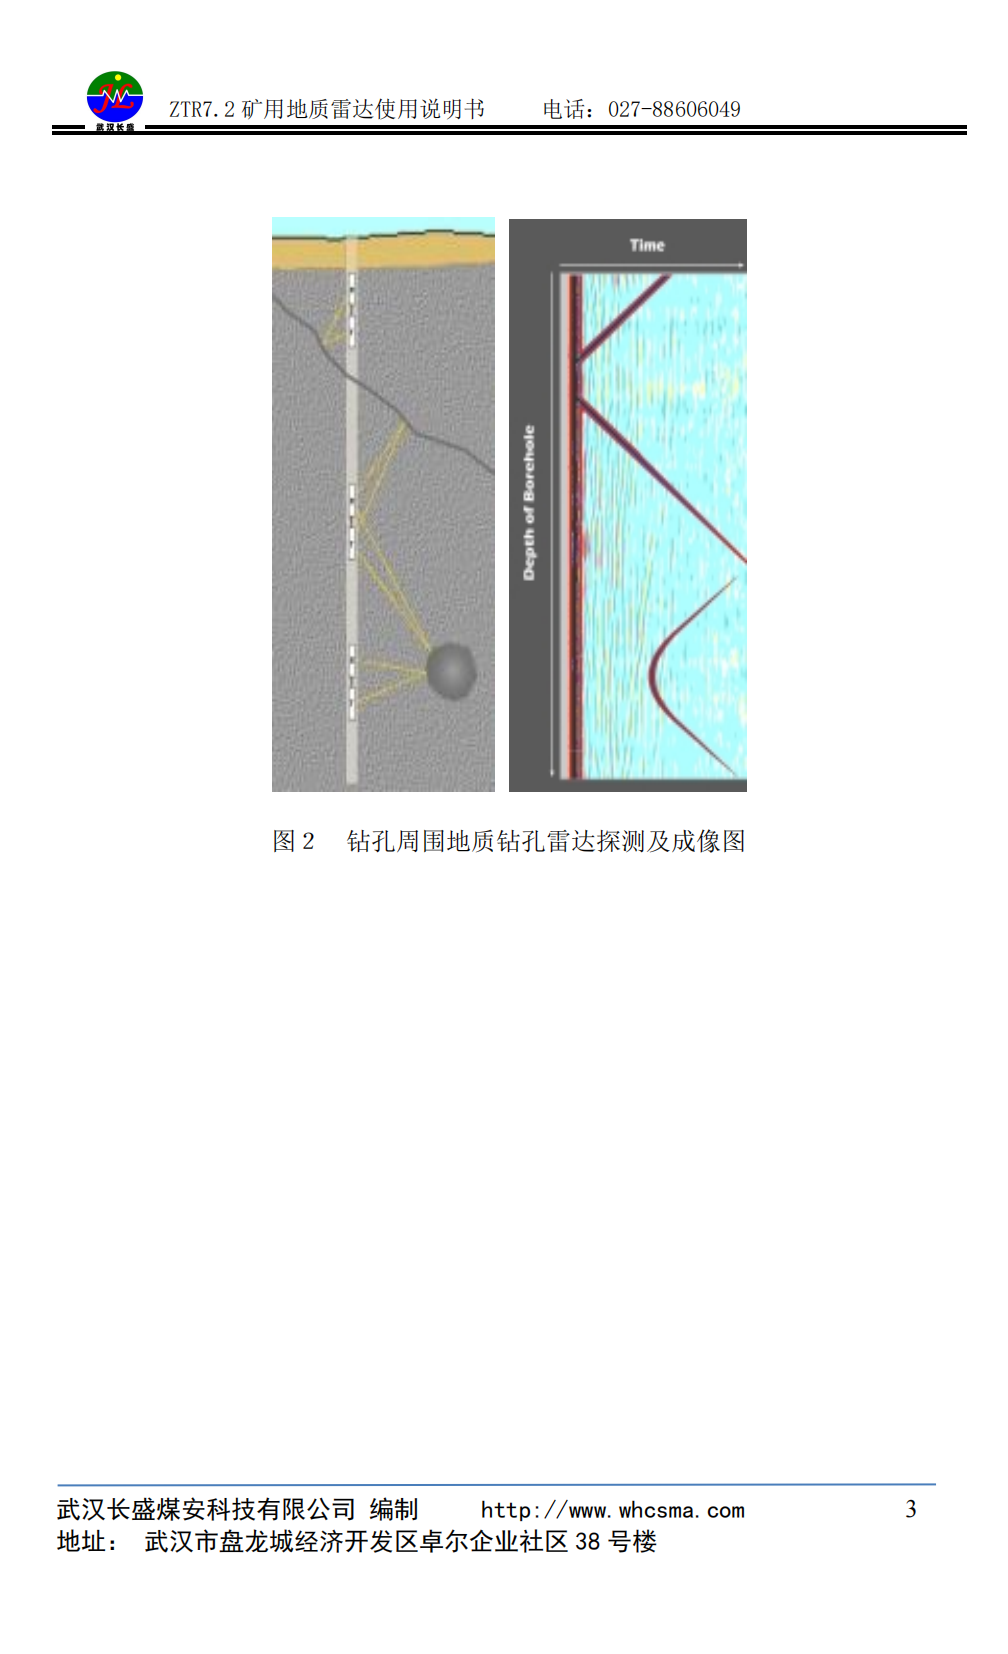 武汉长盛
ZTR7.2 矿用地质雷达使用说明书 电话：027-88606049
Time
Depth of Borehole
图 2 钻孔周围地质钻孔雷达探测及成像图
武汉长盛煤安科技有限公司 编制 http://www.whcsma.com 3
地址： 武汉市盘龙城经济开发区卓尔企业社区 38 号楼